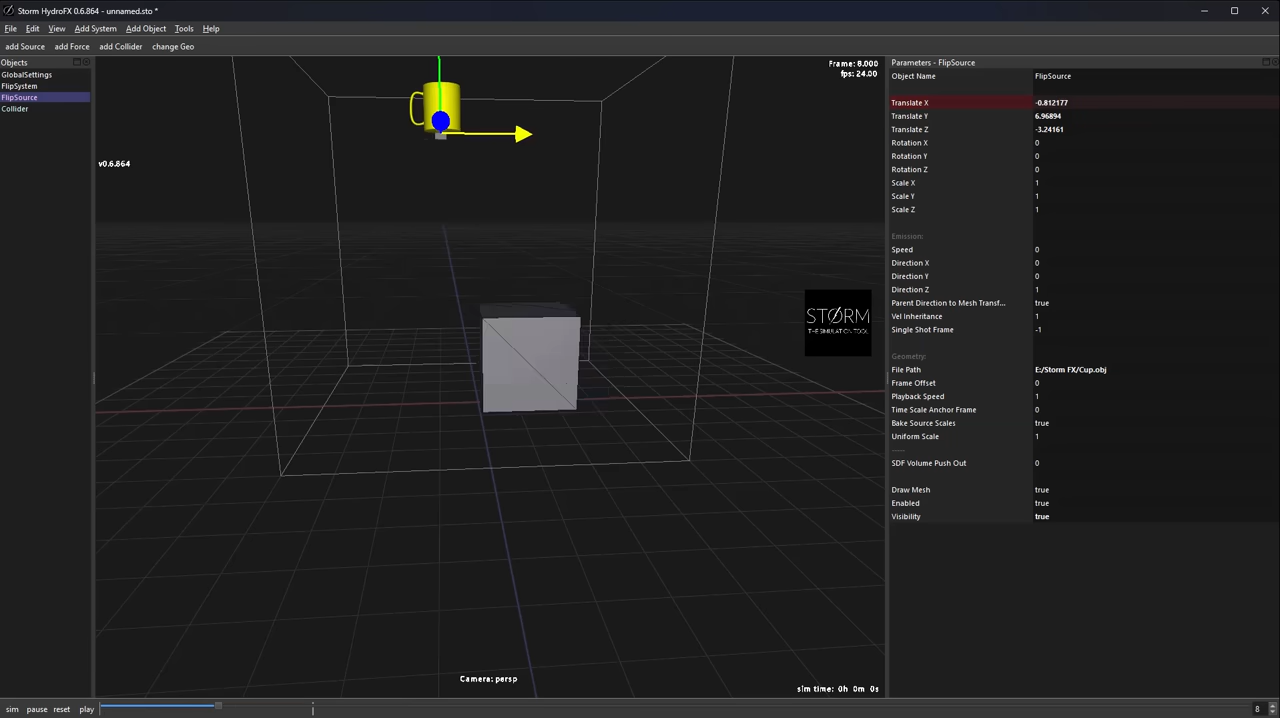 Storm HydroFX 0.6.864 - unnamed.sto *
File Edit View Add System Add Object Tools Help
add Source add Force add Collider change Geo
Objects
GlobalSettings
FlipSystem
FlipSource
Collider
Frame: 8.000
fps: 24.00
v0.6.864
STORM
THE SIMULATION TOOL
Camera: persp
sim time: 0h 0m 0s
Parameters - FlipSource
Object Name FlipSource
Translate X -0.812177
Translate Y 6.96894
Translate Z -3.24161
Rotation X 0
Rotation Y 0
Rotation Z 0
Scale X 1
Scale Y 1
Scale Z 1
Emission:
Speed 0
Direction X 0
Direction Y 0
Direction Z 1
Parent Direction to Mesh Transf... true
Vel Inheritance 1
Single Shot Frame -1
Geometry:
File Path E:/Storm FX/Cup.obj
Frame Offset 0
Playback Speed 1
Time Scale Anchor Frame 0
Bake Source Scales true
Uniform Scale 1
SDF Volume Push Out 0
Draw Mesh true
Enabled true
Visibility true
sim pause reset play 8